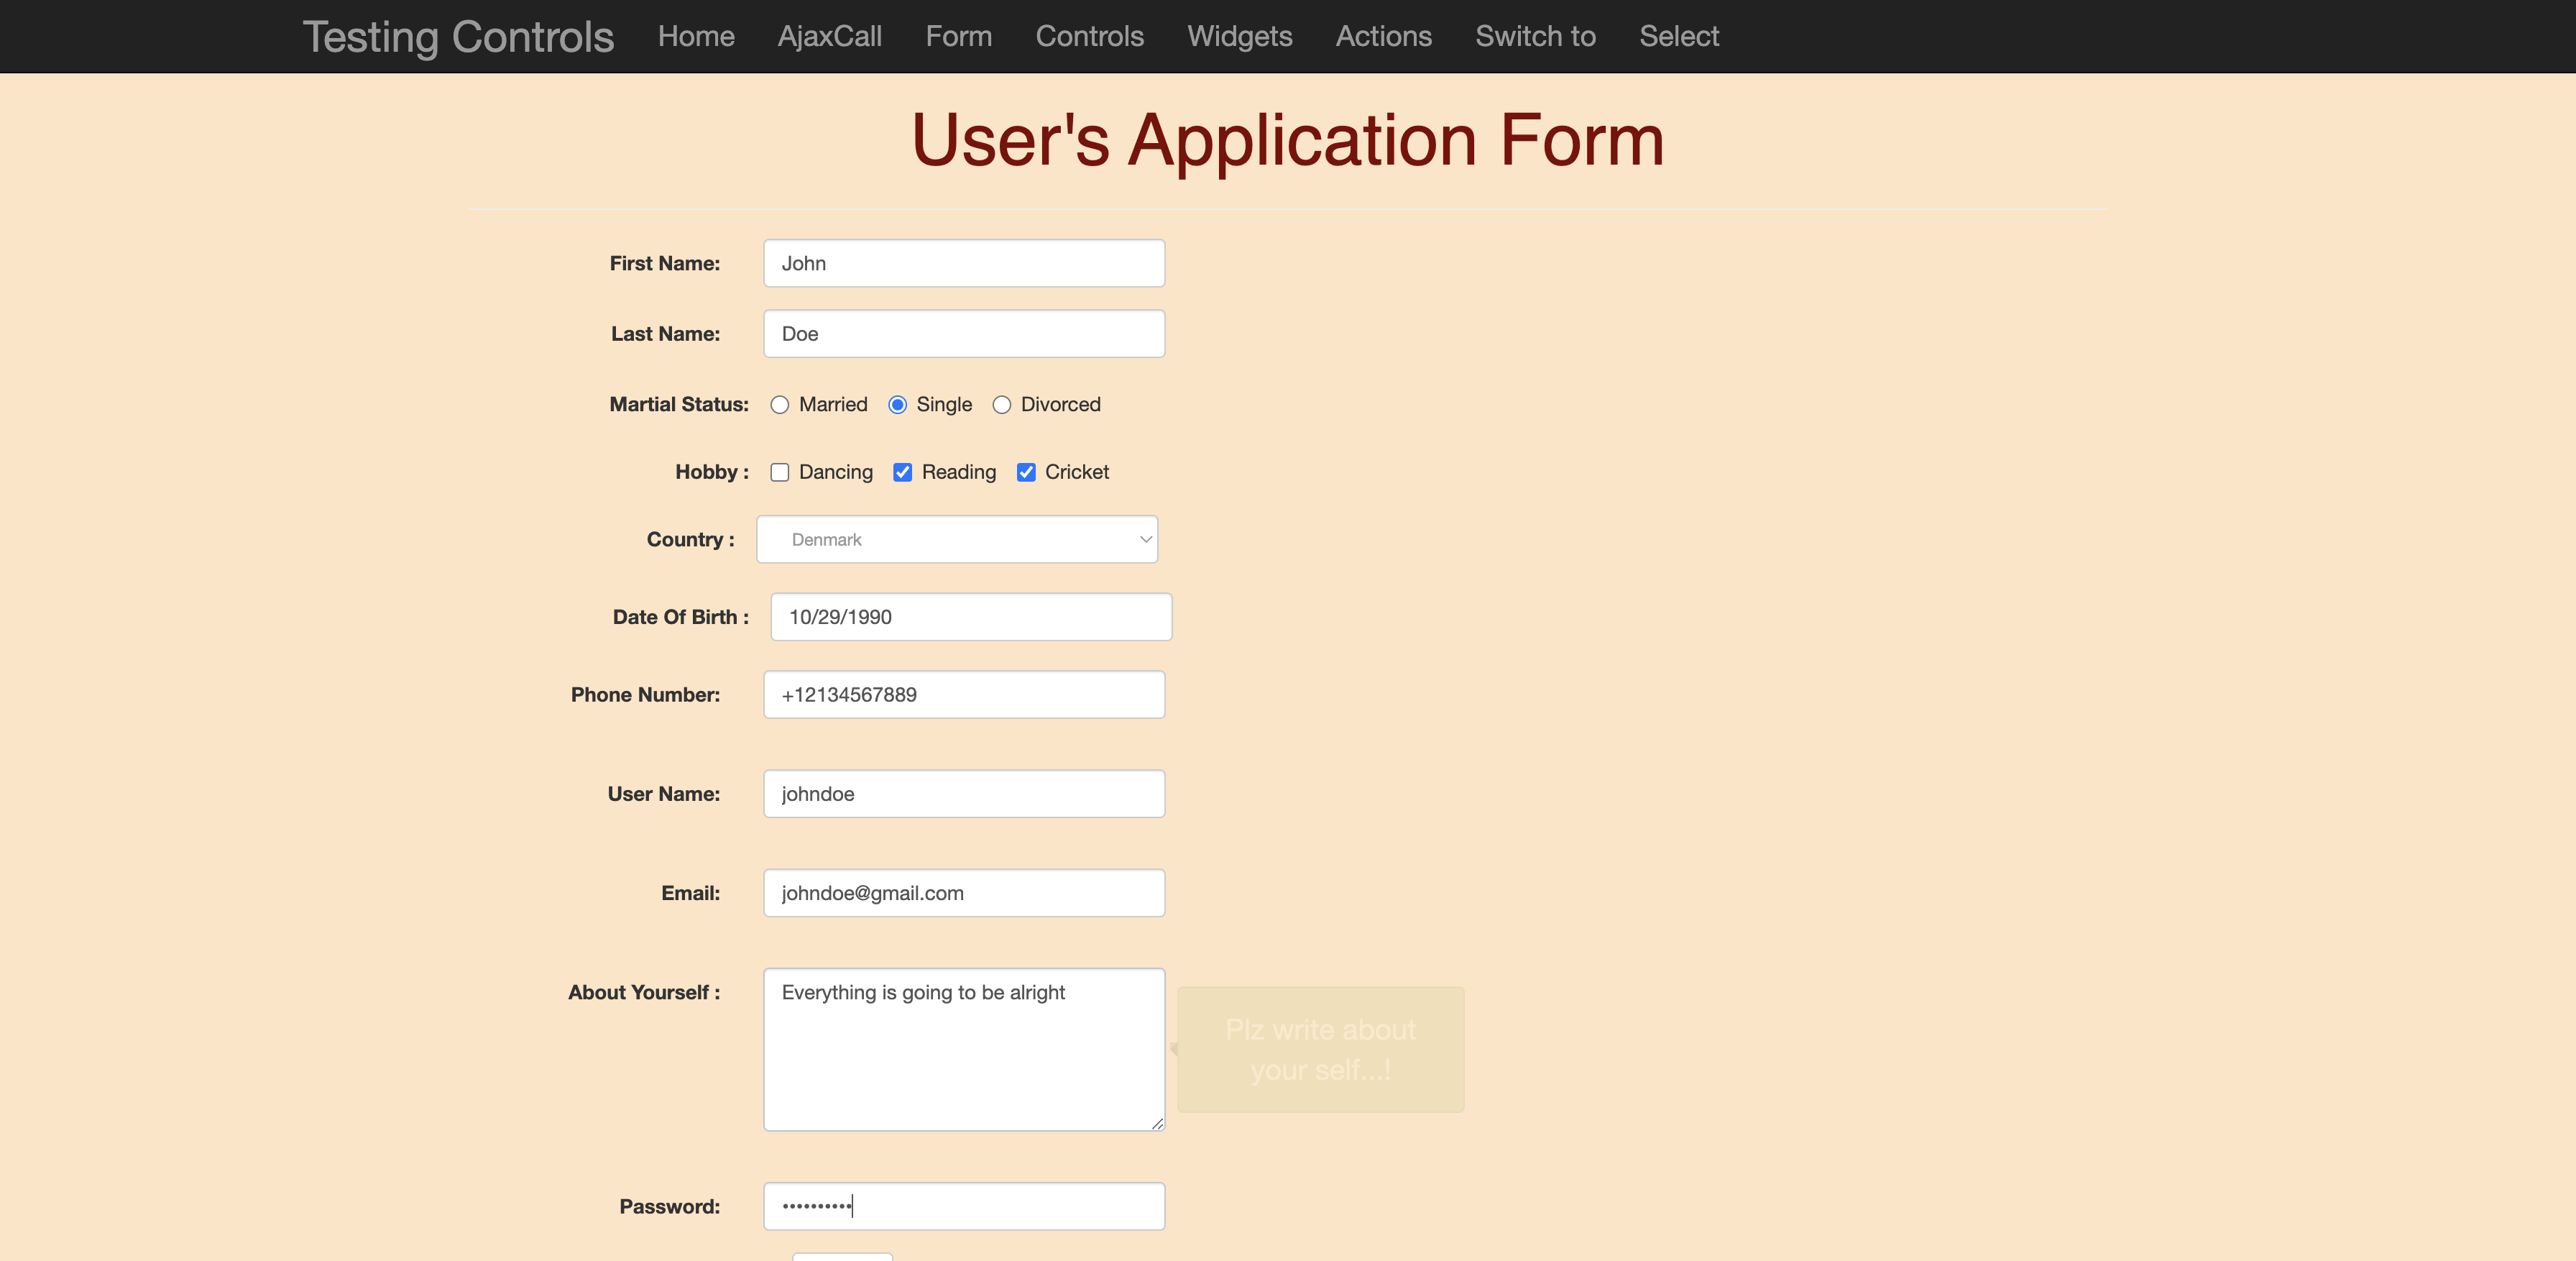 Testing Controls Home AjaxCall Form Controls Widgets Actions Switch to Select
User's Application Form
First Name: John
Last Name: Doe
Martial Status: Married Single Divorced
Hobby : Dancing Reading Cricket
Country : Denmark
Date Of Birth : 10/29/1990
Phone Number: +12134567889
User Name: johndoe
Email: johndoe@gmail.com
About Yourself : Everything is going to be alright
Plz write about
your self...!
Password: ••••••••••